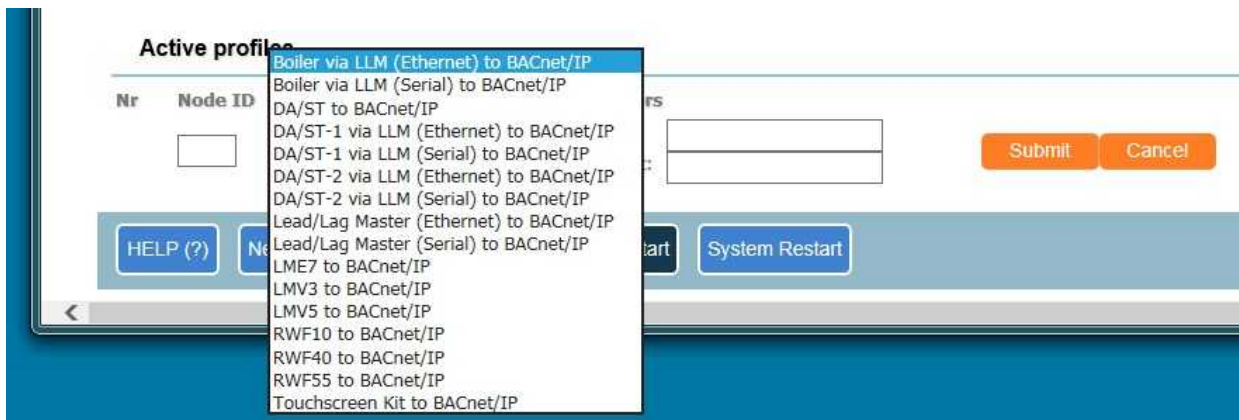 Active profiles
Nr Node ID
Boiler via LLM (Ethernet) to BACnet/IP
Boiler via LLM (Serial) to BACnet/IP
DA/ST to BACnet/IP
DA/ST-1 via LLM (Ethernet) to BACnet/IP
DA/ST-1 via LLM (Serial) to BACnet/IP
DA/ST-2 via LLM (Ethernet) to BACnet/IP
DA/ST-2 via LLM (Serial) to BACnet/IP
Lead/Lag Master (Ethernet) to BACnet/IP
Lead/Lag Master (Serial) to BACnet/IP
LME7 to BACnet/IP
LMV3 to BACnet/IP
LMV5 to BACnet/IP
RWF10 to BACnet/IP
RWF40 to BACnet/IP
RWF55 to BACnet/IP
Touchscreen Kit to BACnet/IP
Submit Cancel
HELP (?) System Restart